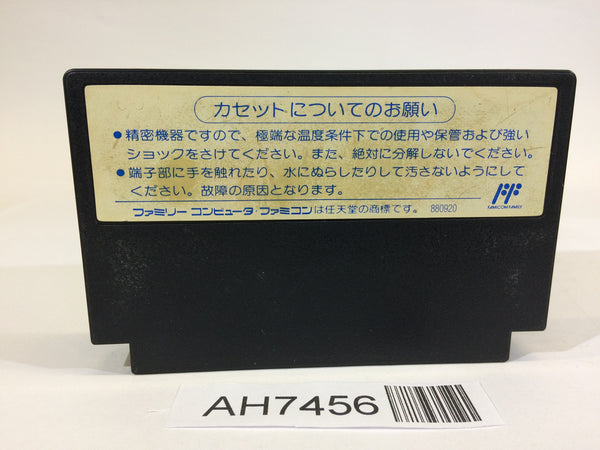 カセットについてのお願い
●精密機器ですので、極端な温度条件下での使用や保管および強い
ショックをさけてください。また、絶対に分解しないでください。
●端子部に手を触れたり、水にぬらしたりして汚さないようにして
ください。故障の原因となります。
FAMICOM FAMILY
ファミリー コンピュータ・ファミコンは任天堂の商標です。 880920
AH7456